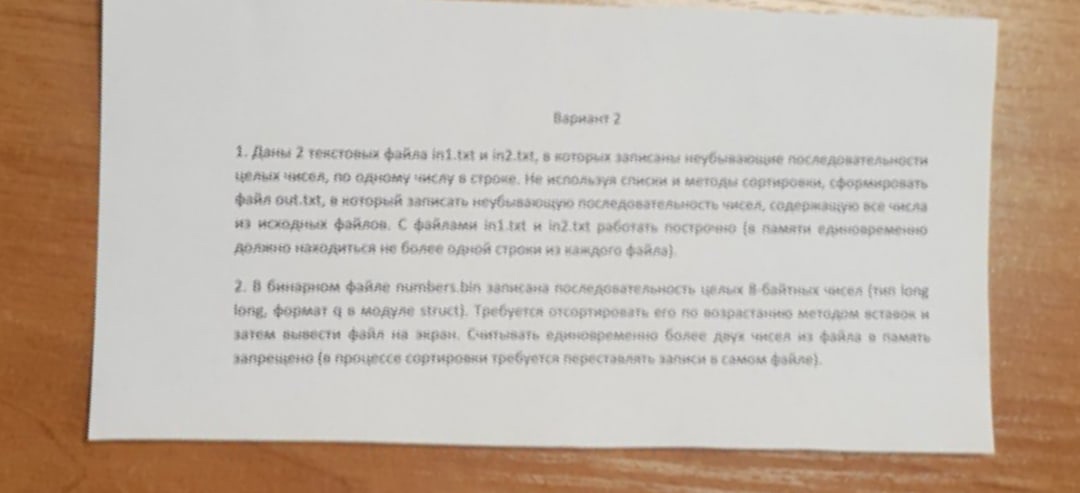 Вариант 2
1. Даны 2 текстовых файла in1.txt и in2.txt, в которых записаны неубывающие последовательности
целых чисел, по одному числу в строке. Не используя списки и методы сортировки, сформировать
файл out.txt, в который записать неубывающую последовательность чисел, содержащую все числа
из исходных файлов. С файлами in1.txt и in2.txt работать построчно (в памяти единовременно
должно находиться не более одной строки из каждого файла).
2. В бинарном файле numbers.bin записана последовательность целых 8-байтных чисел (тип long
long, формат q в модуле struct). Требуется отсортировать его по возрастанию методом вставок и
затем вывести файл на экран. Считывать единовременно более двух чисел из файла в память
запрещено (в процессе сортировки требуется переставлять записи в самом файле).